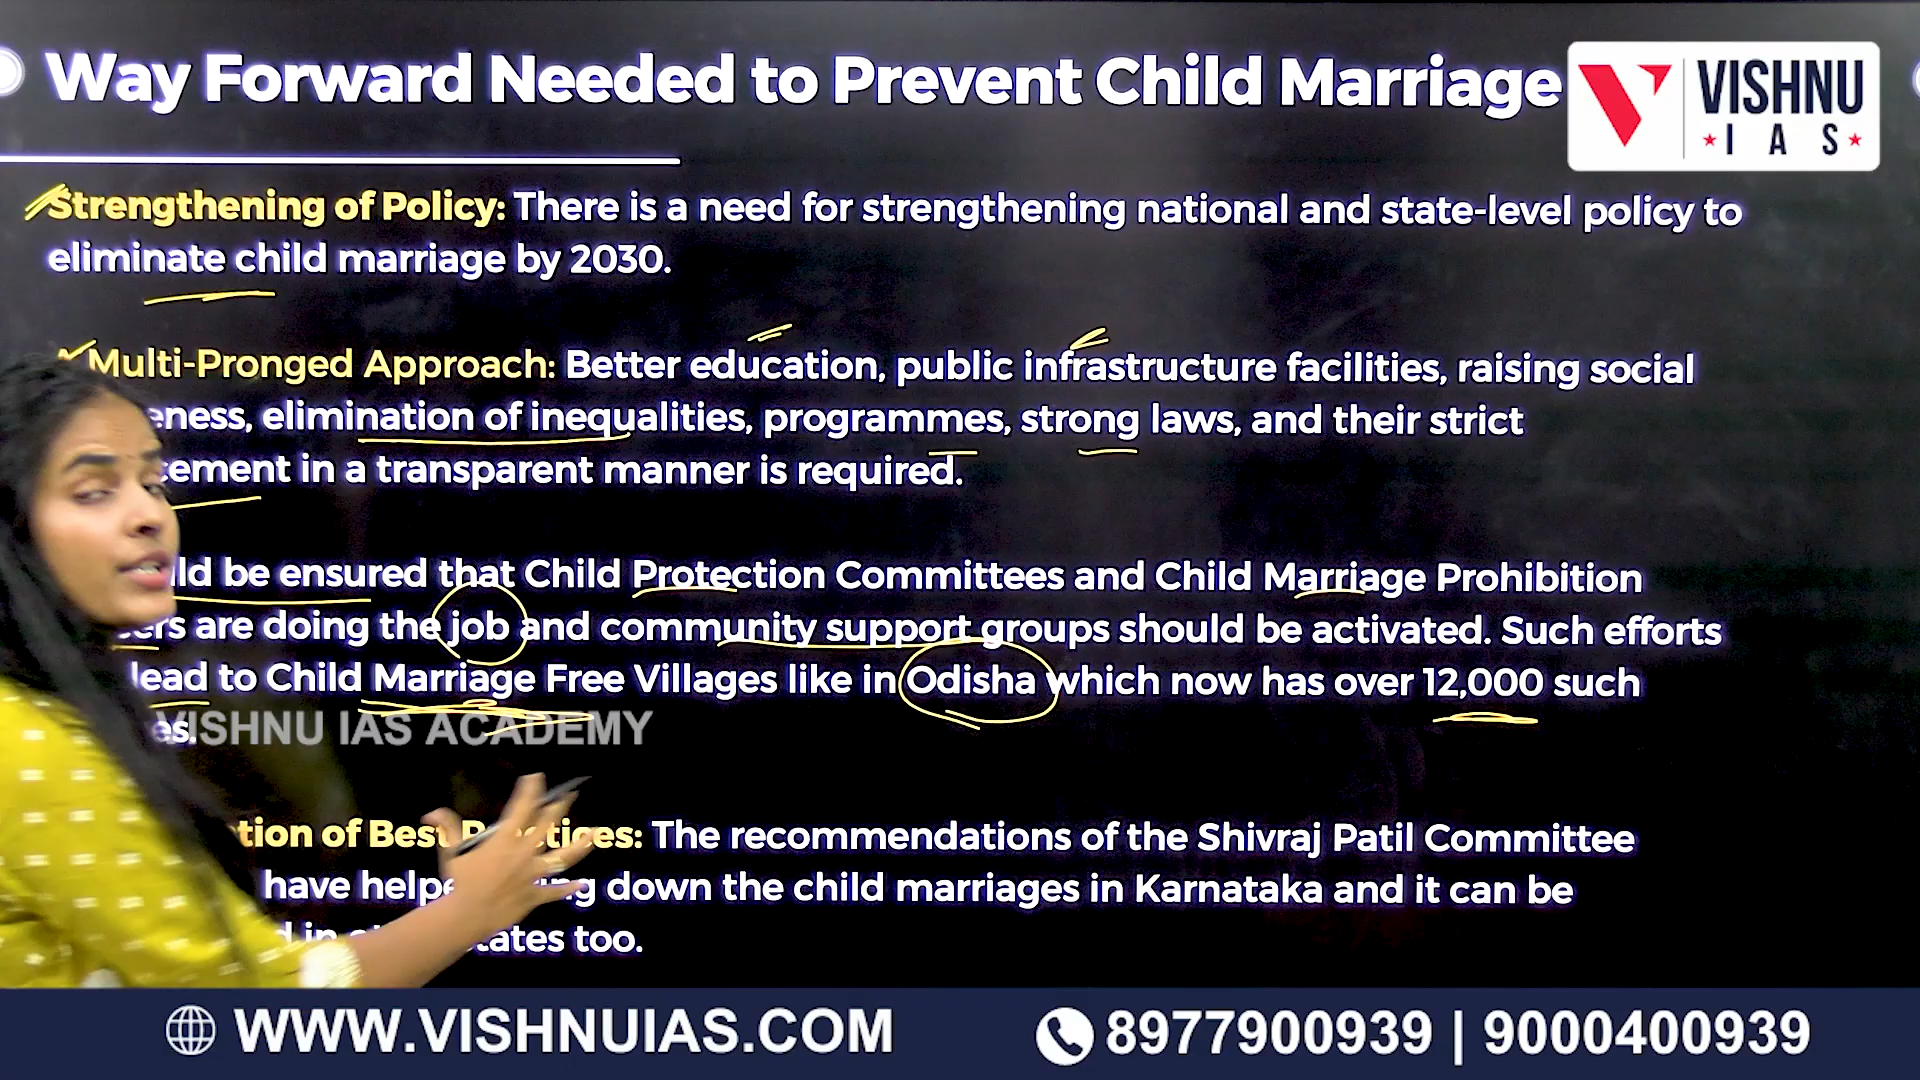 Way Forward Needed to Prevent Child Marriage
VISHNU
IAS
Strengthening of Policy: There is a need for strengthening national and state-level policy to
eliminate child marriage by 2030.
Multi-Pronged Approach: Better education, public infrastructure facilities, raising social
elimination of inequalities, programmes, strong laws, and their strict
in a transparent manner is required.
be ensured that Child Protection Committees and Child Marriage Prohibition
are doing the job and community support groups should be activated. Such efforts
lead to Child Marriage Free Villages like in Odisha which now has over 12,000 such
VISHNU IAS ACADEMY
of Best Practices: The recommendations of the Shivraj Patil Committee
have down the child marriages in Karnataka and it can be
in too.
WWW.VISHNUIAS.COM
8977900939 | 9000400939